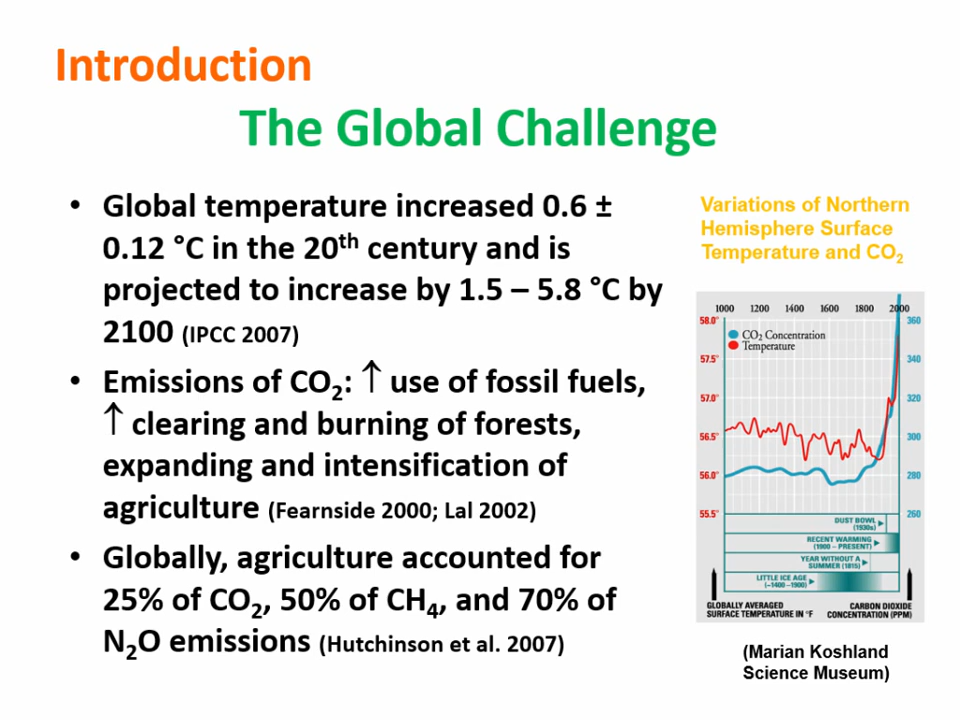 Introduction
The Global Challenge
• Global temperature increased 0.6 ±
0.12 °C in the 20th century and is
projected to increase by 1.5 – 5.8 °C by
2100 (IPCC 2007)
• Emissions of CO2: ↑ use of fossil fuels,
↑ clearing and burning of forests,
expanding and intensification of
agriculture (Fearnside 2000; Lal 2002)
• Globally, agriculture accounted for
25% of CO2, 50% of CH4, and 70% of
N2O emissions (Hutchinson et al. 2007)
Variations of Northern
Hemisphere Surface
Temperature and CO2
1000 1200 1400 1600 1800 2000
58.0° 360
CO2 Concentration
Temperature
57.5° 340
57.0° 320
56.5° 300
56.0° 280
55.5° 260
DUST BOWL
(1930s)
RECENT WARMING
(1900 – PRESENT)
YEAR WITHOUT A
SUMMER (1815)
LITTLE ICE AGE
(~1400–1900)
GLOBALLY AVERAGED
SURFACE TEMPERATURE IN °F
CARBON DIOXIDE
CONCENTRATION (PPM)
(Marian Koshland
Science Museum)